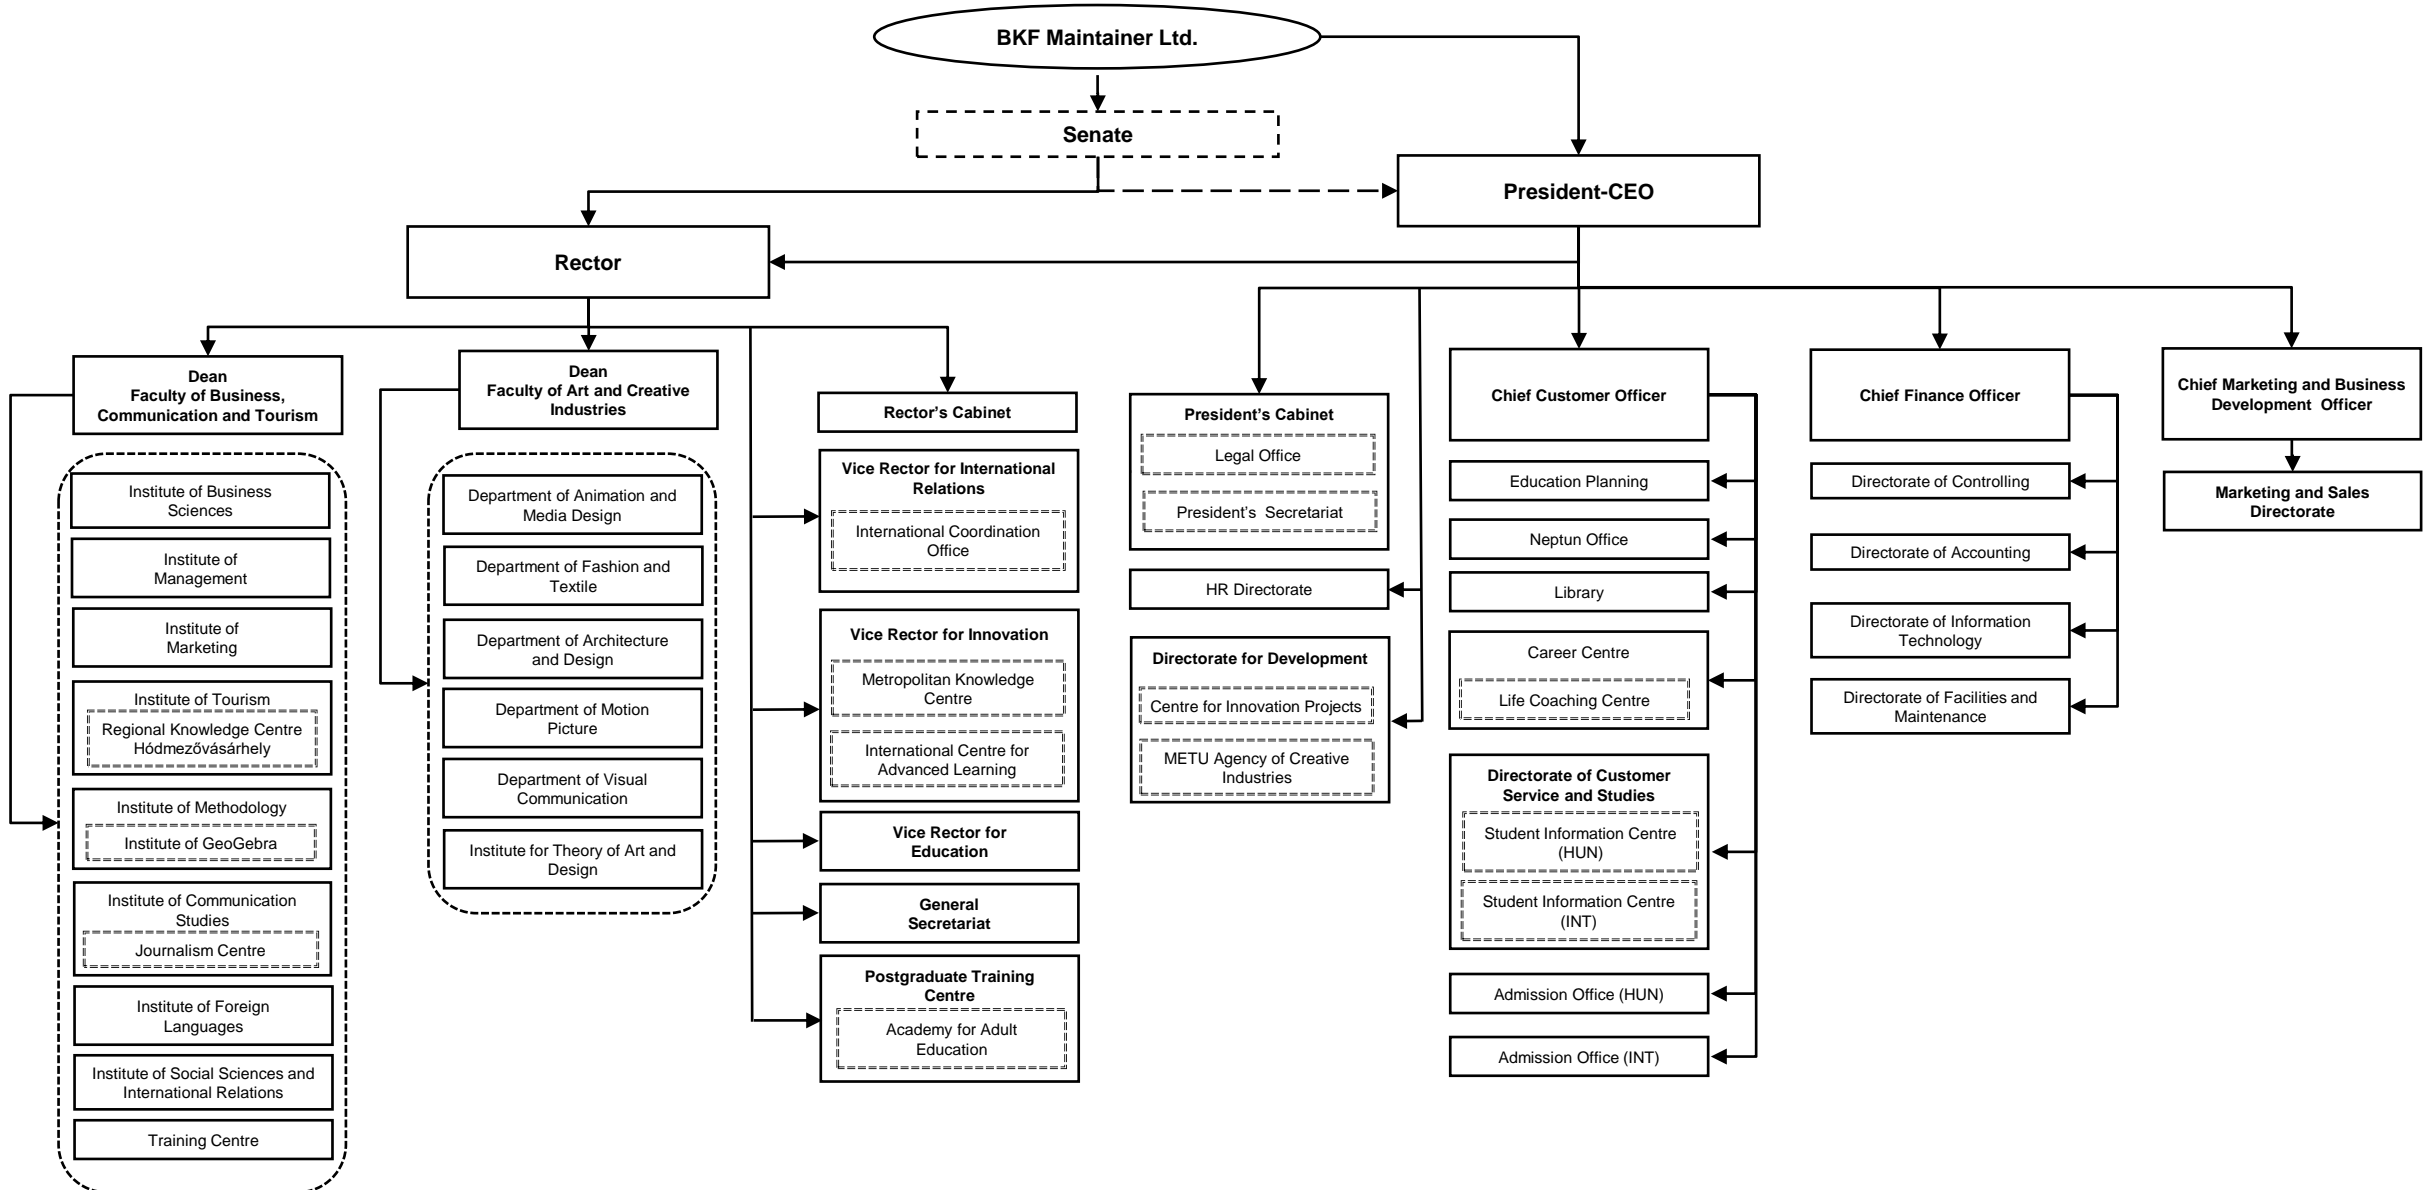 BKF Maintainer Ltd.
Senate
President-CEO
Rector
Dean
Faculty of Business,
Communication and Tourism
Institute of Business
Sciences
Institute of
Management
Institute of
Marketing
Institute of Tourism
Regional Knowledge Centre
Hódmezővásárhely
Institute of Methodology
Institute of GeoGebra
Institute of Communication
Studies
Journalism Centre
Institute of Foreign
Languages
Institute of Social Sciences and
International Relations
Training Centre
Dean
Faculty of Art and Creative
Industries
Department of Animation and
Media Design
Department of Fashion and
Textile
Department of Architecture
and Design
Department of Motion
Picture
Department of Visual
Communication
Institute for Theory of Art and
Design
Rector’s Cabinet
Vice Rector for International
Relations
International Coordination
Office
Vice Rector for Innovation
Metropolitan Knowledge
Centre
International Centre for
Advanced Learning
Vice Rector for
Education
General
Secretariat
Postgraduate Training
Centre
Academy for Adult
Education
President’s Cabinet
Legal Office
President’s Secretariat
HR Directorate
Directorate for Development
Centre for Innovation Projects
METU Agency of Creative
Industries
Chief Customer Officer
Education Planning
Neptun Office
Library
Career Centre
Life Coaching Centre
Directorate of Customer
Service and Studies
Student Information Centre
(HUN)
Student Information Centre
(INT)
Admission Office (HUN)
Admission Office (INT)
Chief Finance Officer
Directorate of Controlling
Directorate of Accounting
Directorate of Information
Technology
Directorate of Facilities and
Maintenance
Chief Marketing and Business
Development Officer
Marketing and Sales
Directorate